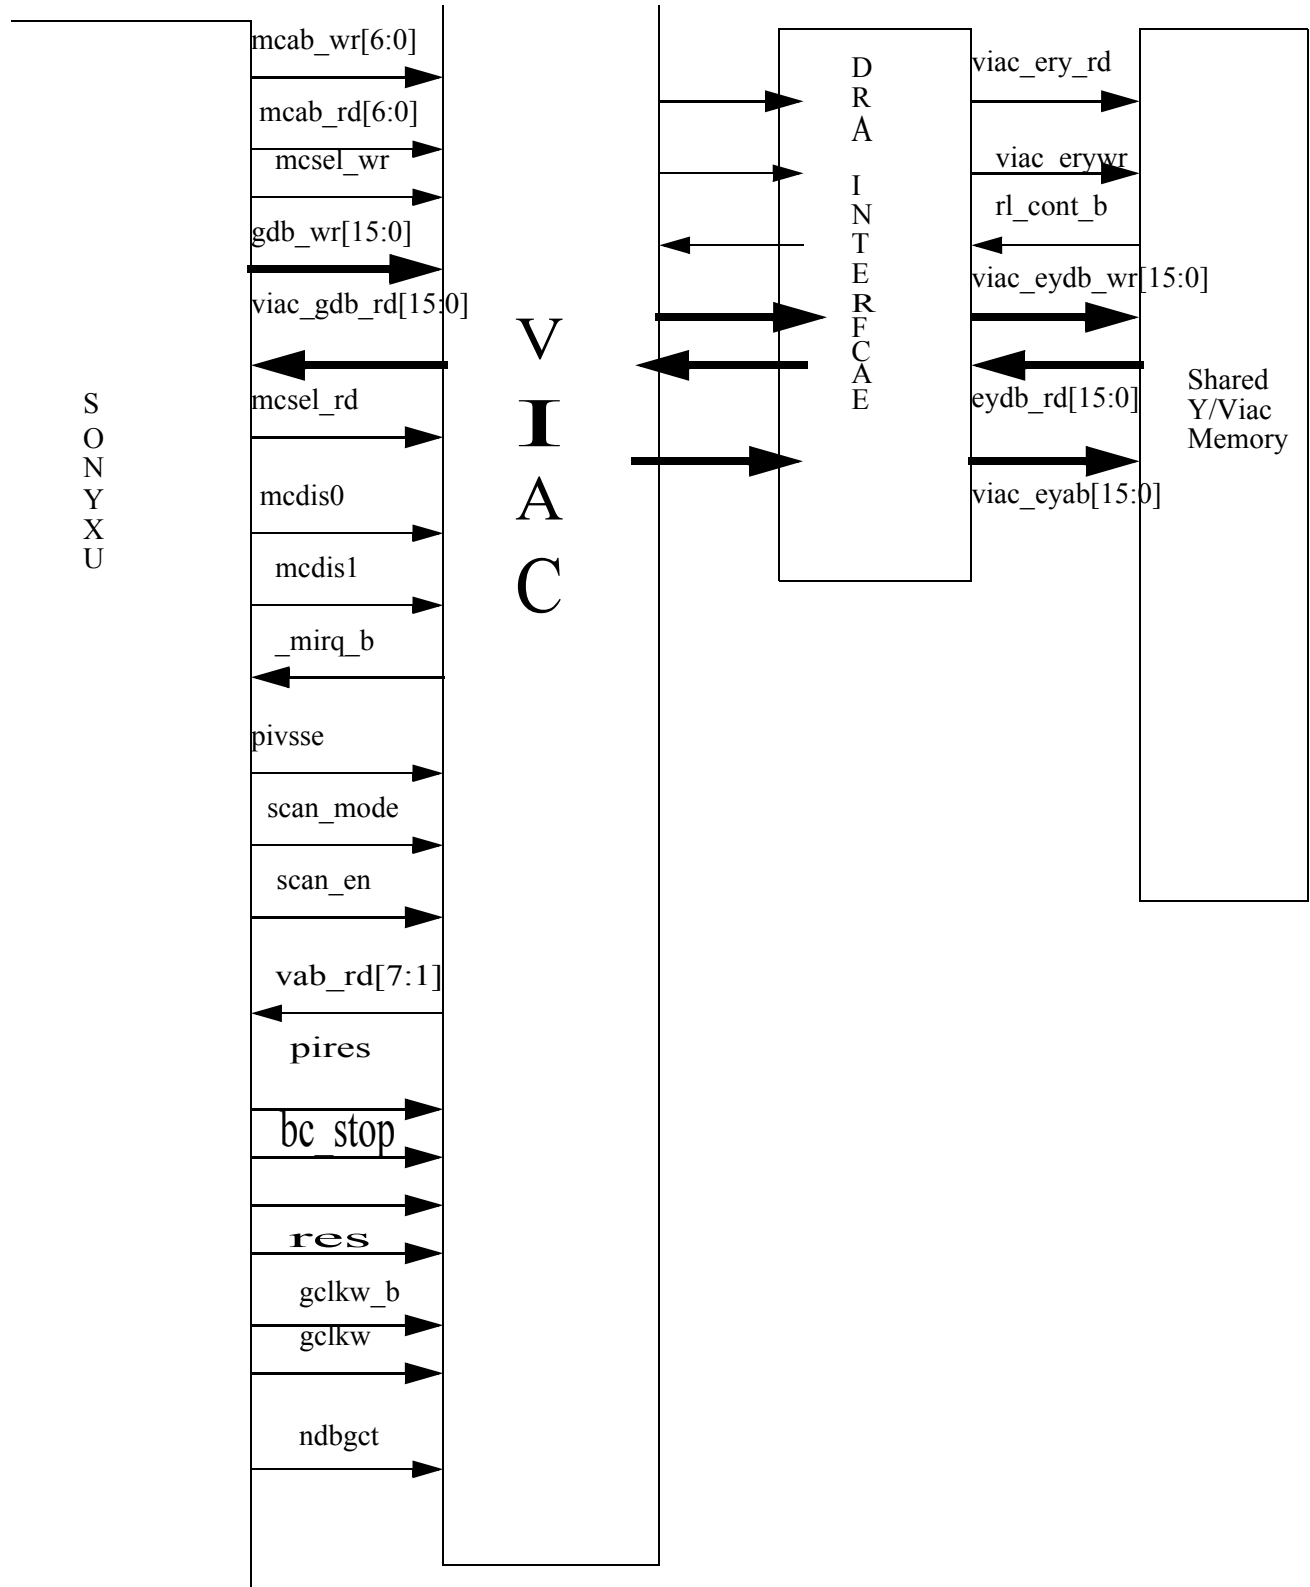 mcab_wr[6:0]
mcab_rd[6:0]
mcsel_wr
gdb_wr[15:0]
viac_gdb_rd[15:0]
mcsel_rd
mcdis0
mcdis1
_mirq_b
pivsse
scan_mode
scan_en
vab_rd[7:1]
pires
bc_stop
res
gclkw_b
gclkw
ndbgct
S
O
N
Y
X
U
V
I
A
C
D
R
A
I
N
T
E
R
F
C
A
E
viac_ery_rd
viac_erywr
rl_cont_b
viac_eydb_wr[15:0]
eydb_rd[15:0]
viac_eyab[15:0]
Shared
Y/Viac
Memory